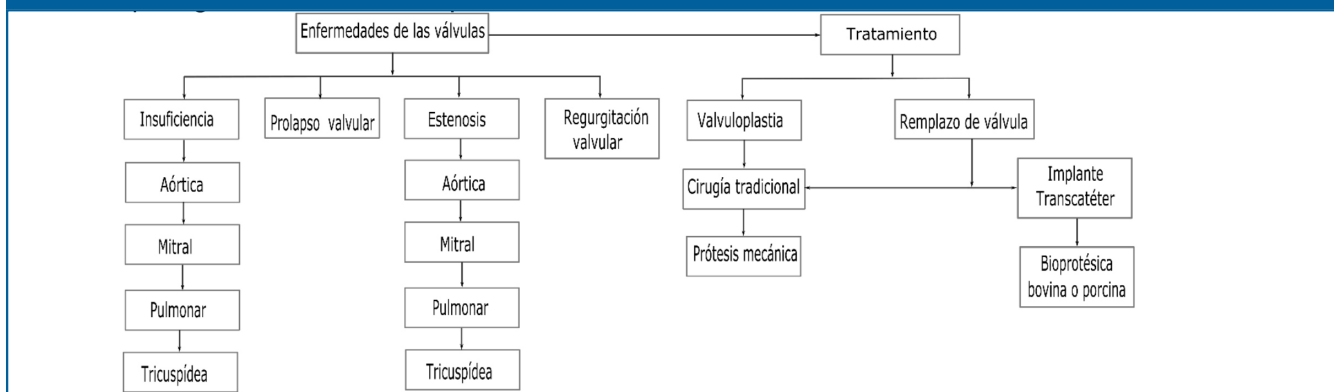 Enfermedades de las válvulas
Tratamiento
Insuficiencia
Prolapso valvular
Estenosis
Regurgitación
valvular
Valvuloplastia
Remplazo de válvula
Aórtica
Aórtica
Cirugía tradicional
Implante
Transcatéter
Mitral
Mitral
Prótesis mecánica
Bioprotésica
bovina o porcina
Pulmonar
Pulmonar
Tricuspídea
Tricuspídea